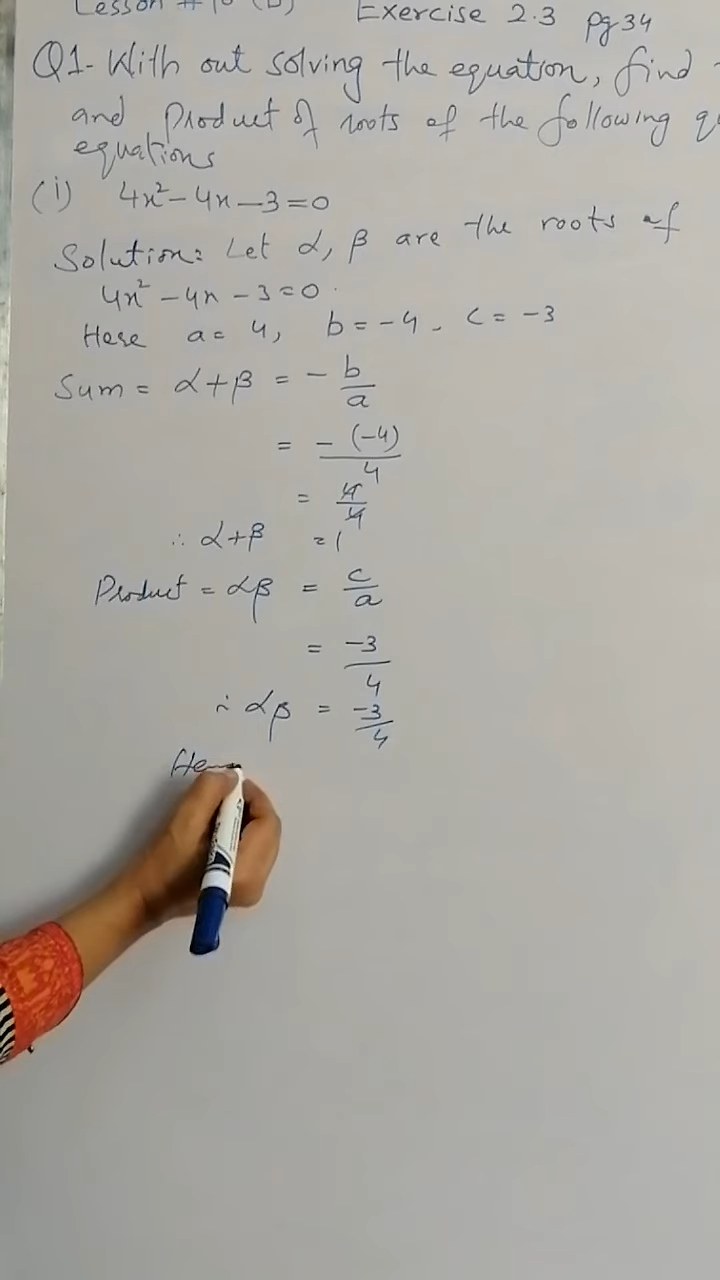 Lesson # 10 (b) Exercise 2.3 pg 34
Q1- With out solving the equation, find
and Product of roots of the following
equations
(i) 4x² - 4x - 3 = 0
Solution: Let α, β are the roots of
4x² - 4x - 3 = 0.
Here a = 4, b = -4, c = -3
Sum = α + β = - b/a
= - (-4)/4
= 4/4
∴ α + β = 1
Product = αβ = c/a
= -3/4
∴ αβ = -3/4